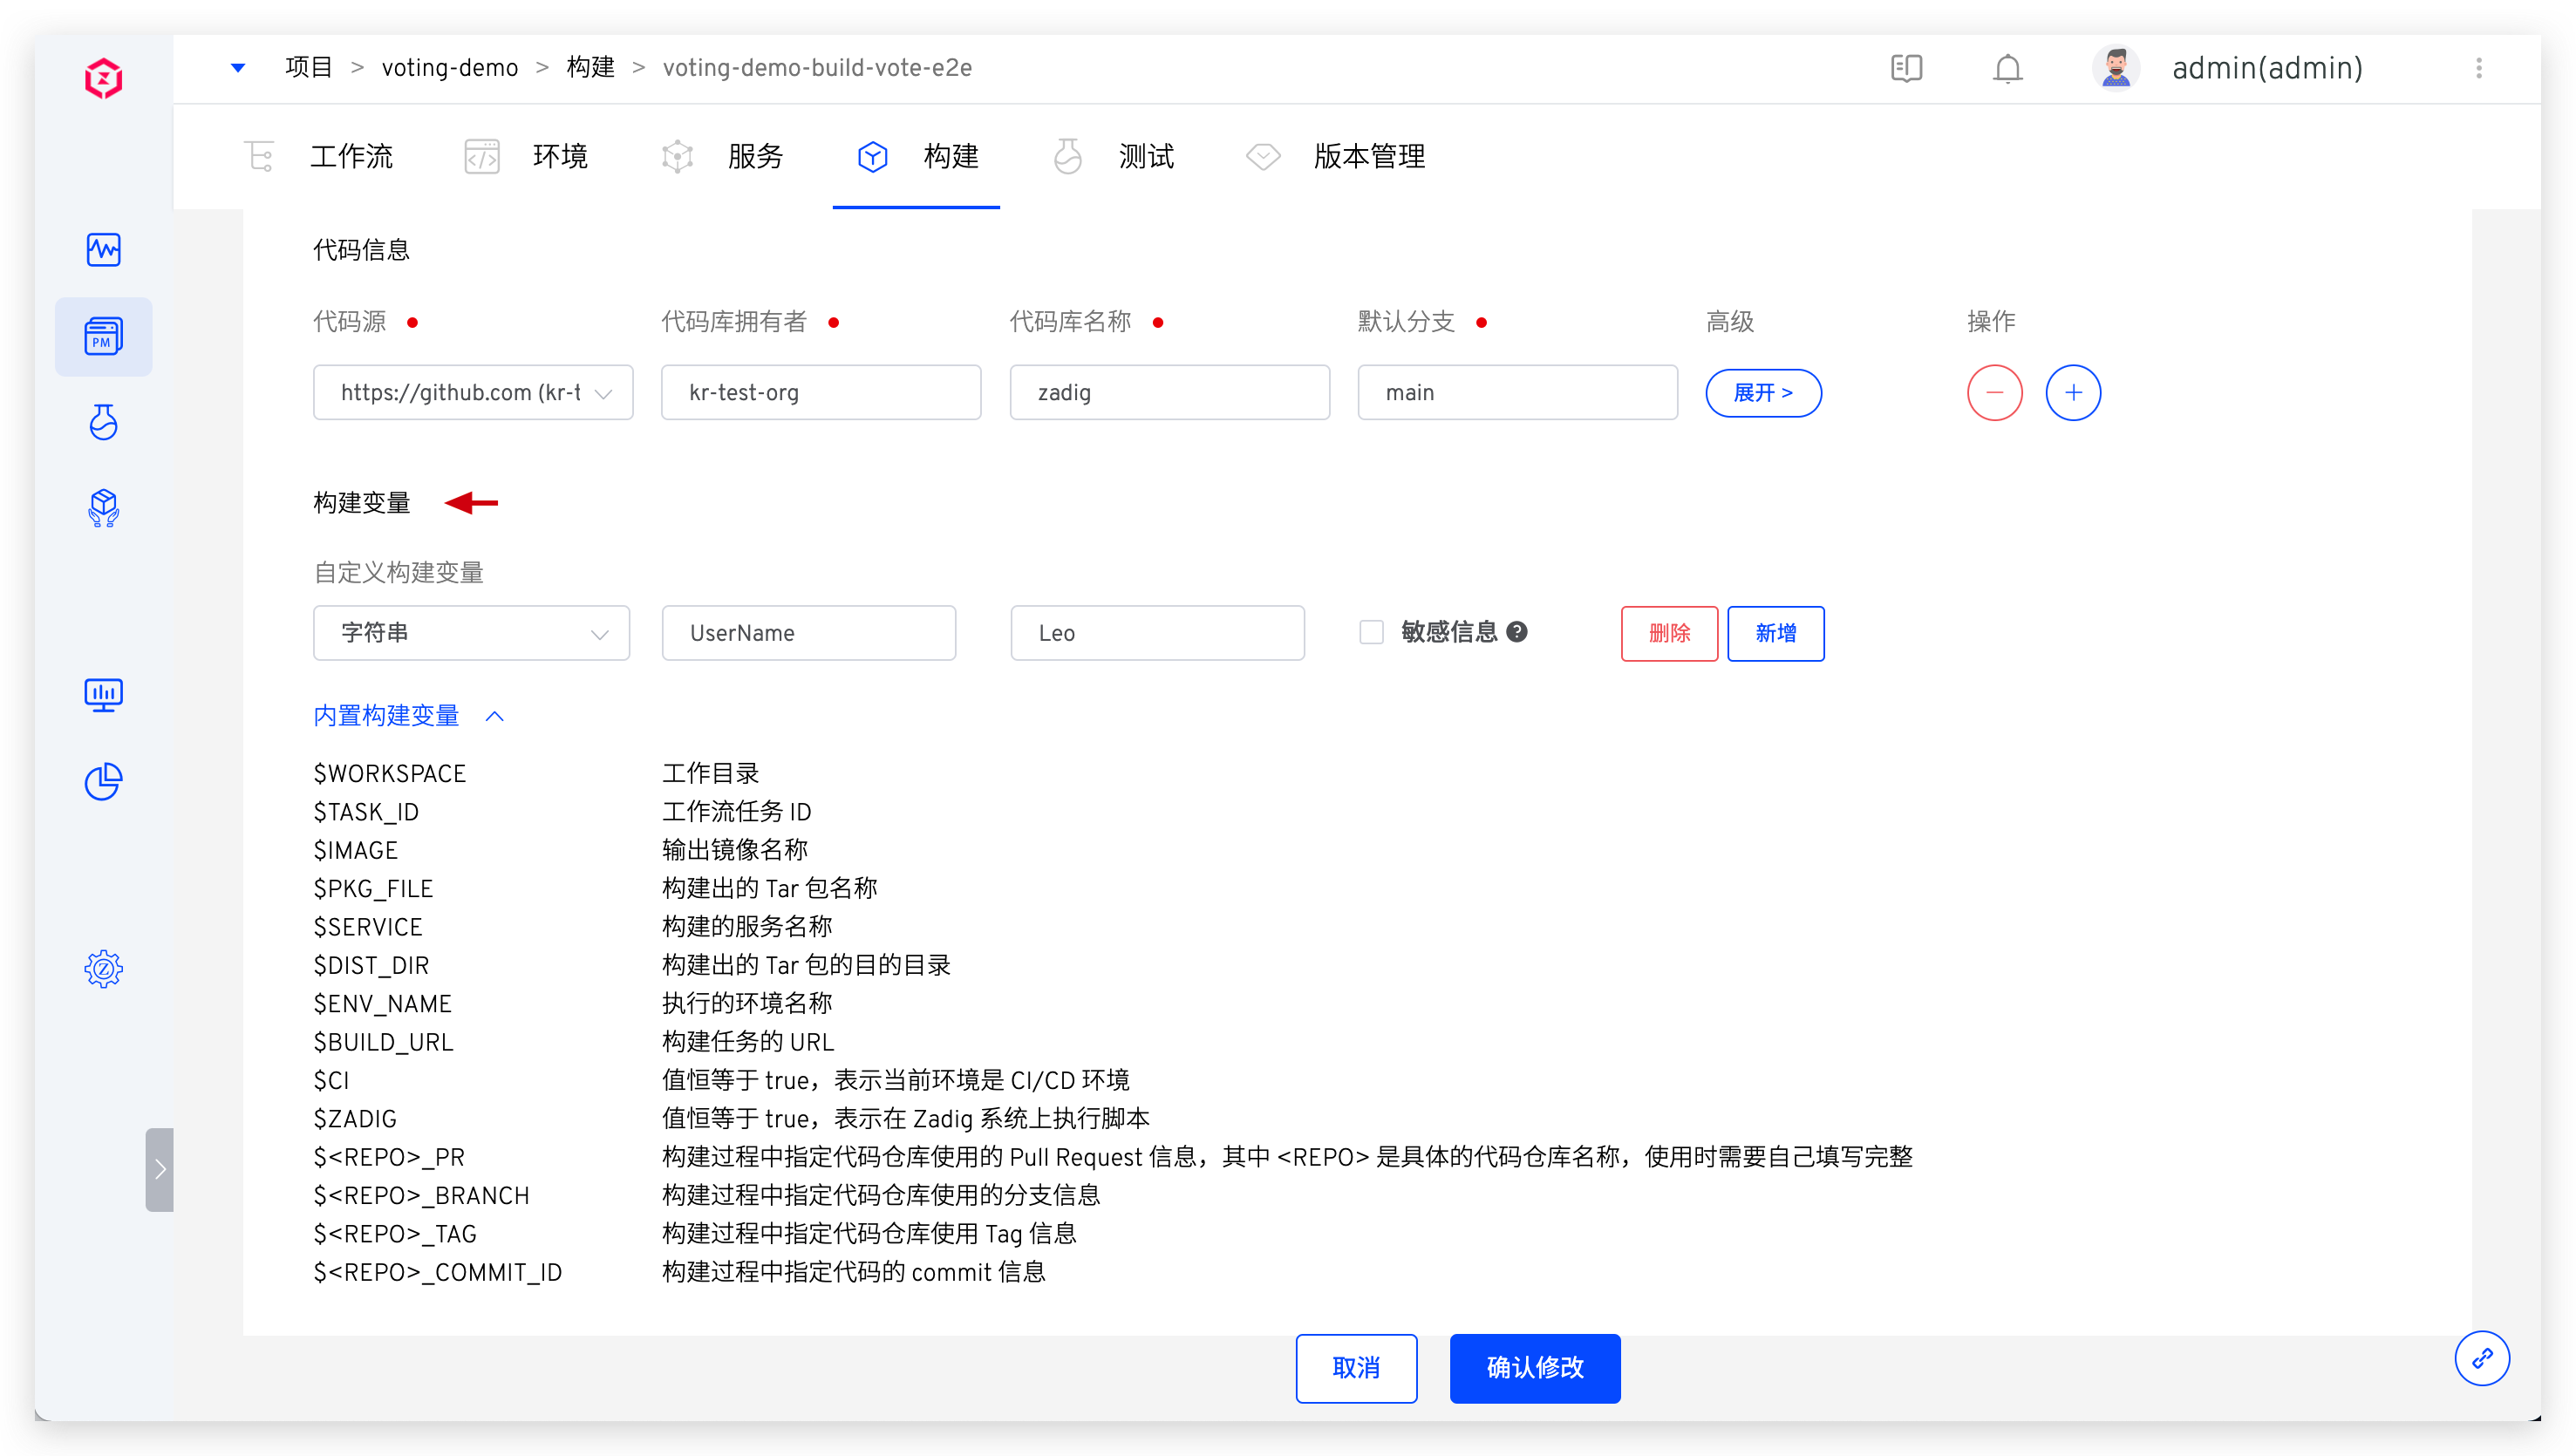 项目 > voting-demo > 构建 > voting-demo-build-vote-e2e
admin(admin)
工作流 环境 服务 构建 测试 版本管理
PM
代码信息
代码源 代码库拥有者 代码库名称 默认分支 高级 操作
https://github.com (kr-t kr-test-org zadig main 展开 >
构建变量
自定义构建变量
字符串 UserName Leo 敏感信息 删除 新增
内置构建变量
$WORKSPACE 工作目录
$TASK_ID 工作流任务 ID
$IMAGE 输出镜像名称
$PKG_FILE 构建出的 Tar 包名称
$SERVICE 构建的服务名称
$DIST_DIR 构建出的 Tar 包的目的目录
$ENV_NAME 执行的环境名称
$BUILD_URL 构建任务的 URL
$CI 值恒等于 true，表示当前环境是 CI/CD 环境
$ZADIG 值恒等于 true，表示在 Zadig 系统上执行脚本
$<REPO>_PR 构建过程中指定代码仓库使用的 Pull Request 信息，其中 <REPO> 是具体的代码仓库名称，使用时需要自己填写完整
$<REPO>_BRANCH 构建过程中指定代码仓库使用的分支信息
$<REPO>_TAG 构建过程中指定代码仓库使用 Tag 信息
$<REPO>_COMMIT_ID 构建过程中指定代码的 commit 信息
取消 确认修改